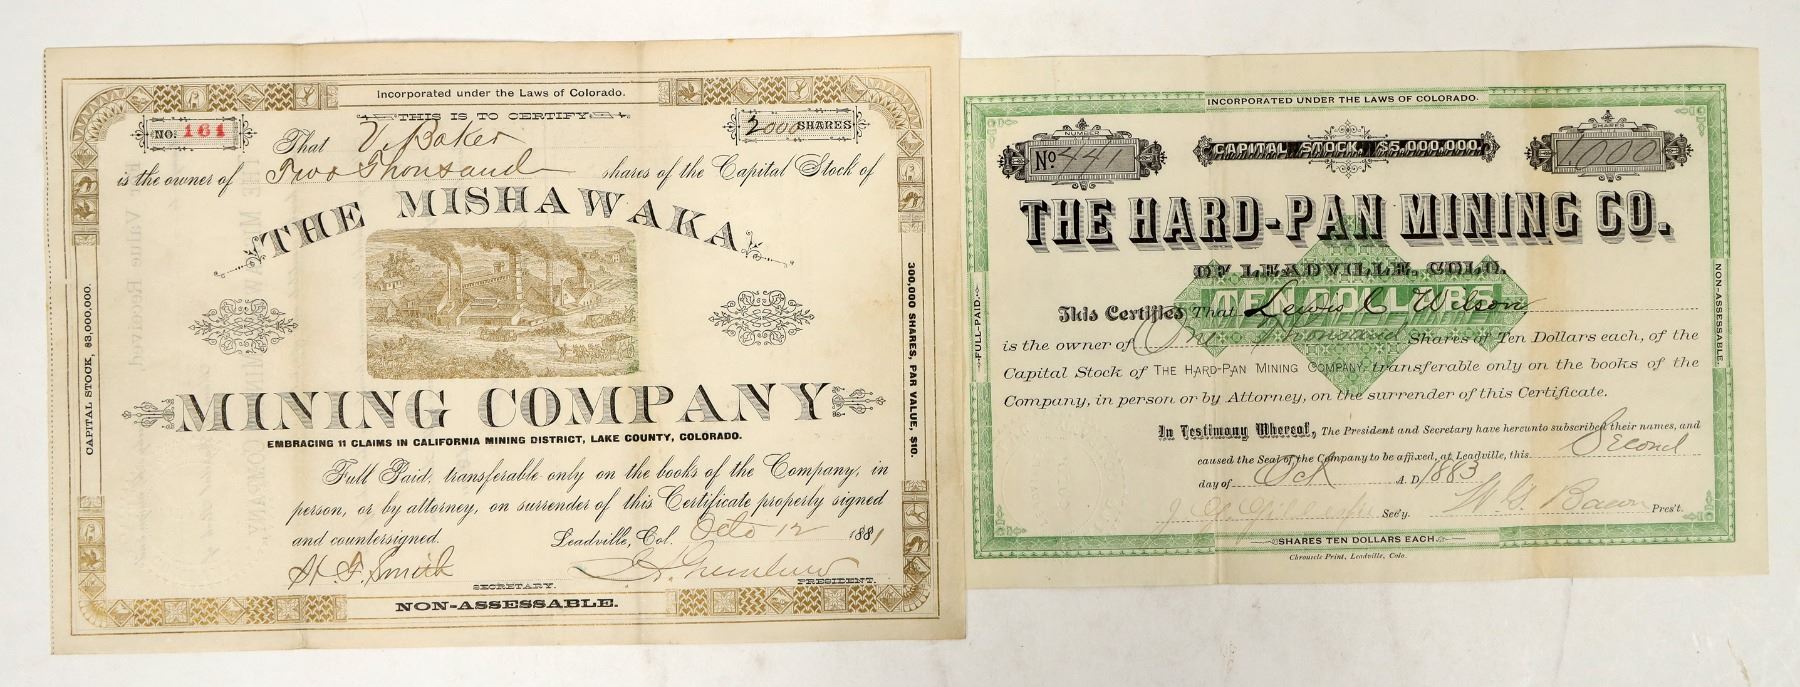 Incorporated under the Laws of Colorado.
THIS IS TO CERTIFY
No. 161
2000 SHARES
That V. Baker
is the owner of Two Thousand shares of the Capital Stock of
THE MISHAWAKA
MINING COMPANY
EMBRACING 11 CLAIMS IN CALIFORNIA MINING DISTRICT, LAKE COUNTY, COLORADO.
Full Paid, transferable only on the books of the Company, in
person, or by attorney, on surrender of this Certificate properly signed
and countersigned. Leadville, Col. Octo 12 1881
H. F. Smith
SECRETARY. PRESIDENT.
NON-ASSESSABLE.
CAPITAL STOCK, $3,000,000.
300,000 SHARES, PAR VALUE, $10.
INCORPORATED UNDER THE LAWS OF COLORADO.
NUMBER
No 441
CAPITAL STOCK, $5,000,000.
SHARES
1,000
THE HARD-PAN MINING CO.
OF LEADVILLE, COLO.
TEN DOLLARS
This Certifies That Lewis C Wilson
is the owner of One Thousand Shares of Ten Dollars each, of the
Capital Stock of THE HARD-PAN MINING COMPANY, transferable only on the books of the
Company, in person or by Attorney, on the surrender of this Certificate.
In Testimony Whereof, The President and Secretary have hereunto subscribed their names, and
caused the Seal of the Company to be affixed, at Leadville, this Second
day of Oct A. D. 1883
Sec'y. W. G. Bacon Pres't.
SHARES TEN DOLLARS EACH
Chronicle Print, Leadville, Colo.
FULL-PAID.
NON-ASSESSABLE.